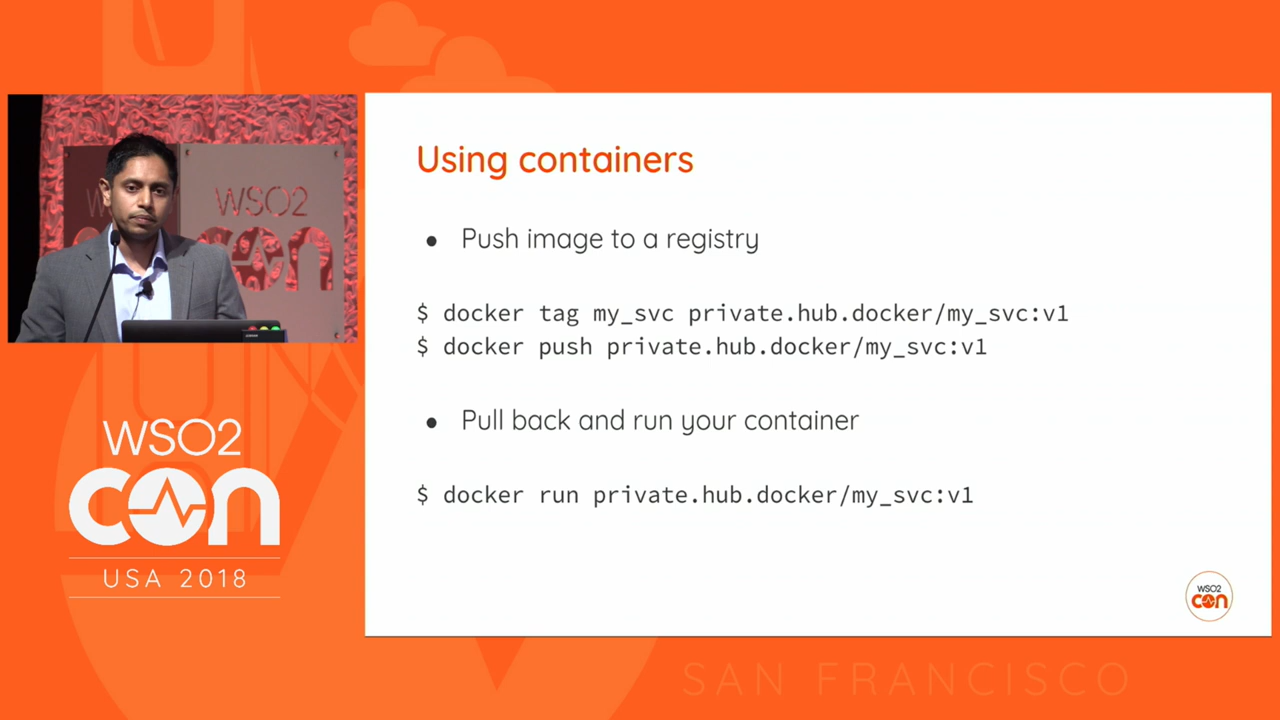 WSO2
con
Using containers
● Push image to a registry
$ docker tag my_svc private.hub.docker/my_svc:v1
$ docker push private.hub.docker/my_svc:v1
● Pull back and run your container
$ docker run private.hub.docker/my_svc:v1
WSO2
con
USA 2018
WSO2
con
SAN FRANCISCO